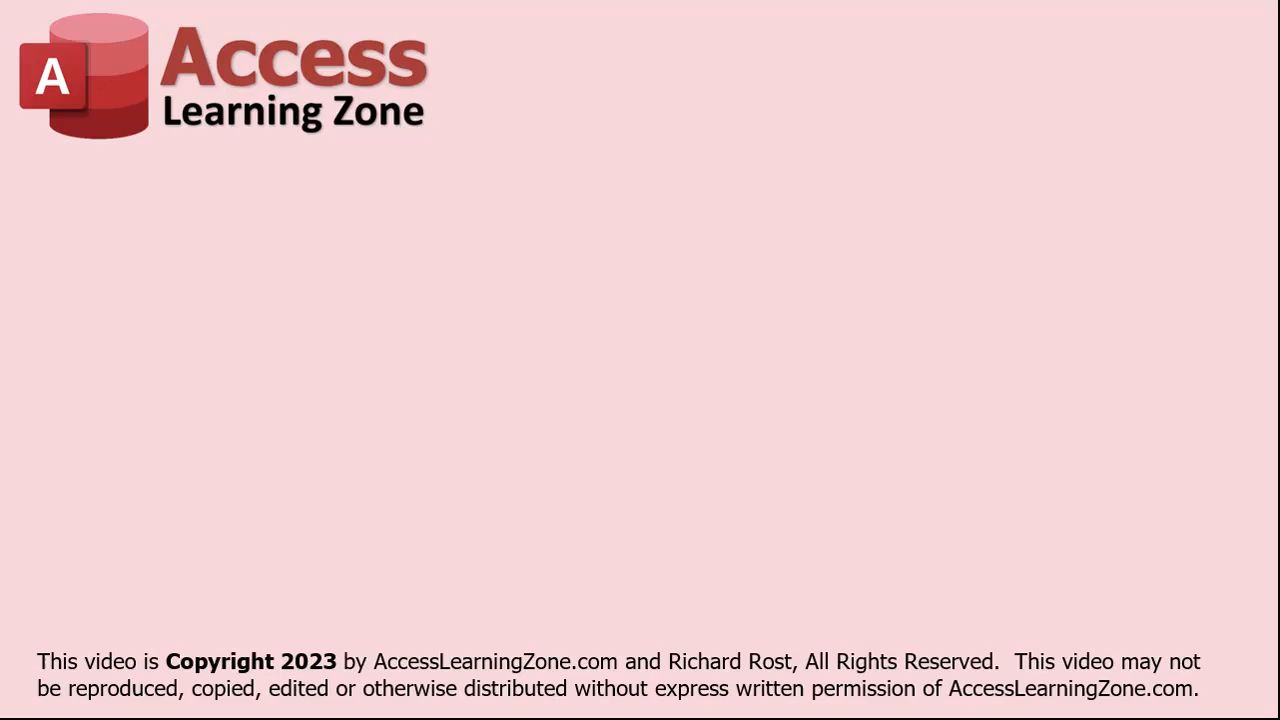 A
Access
Learning Zone
This video is Copyright 2023 by AccessLearningZone.com and Richard Rost, All Rights Reserved.  This video may not
be reproduced, copied, edited or otherwise distributed without express written permission of AccessLearningZone.com.